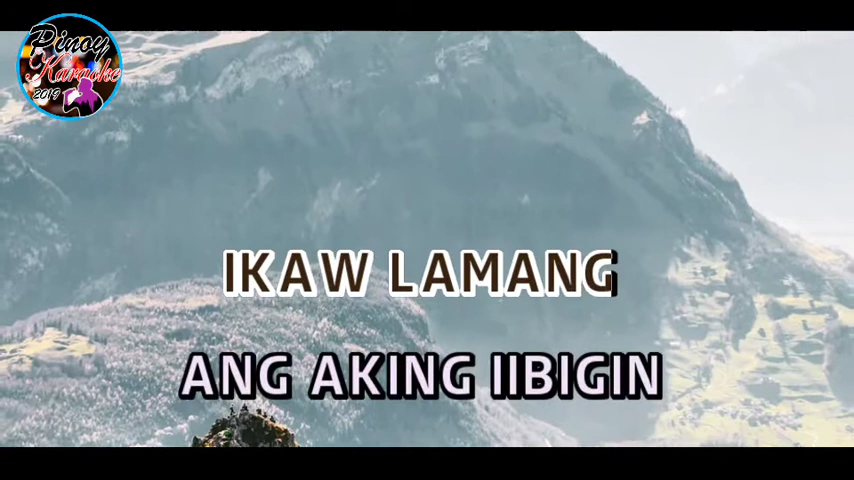 Pinoy
Karaoke
2019
IKAW LAMANG
ANG AKING IIBIGIN